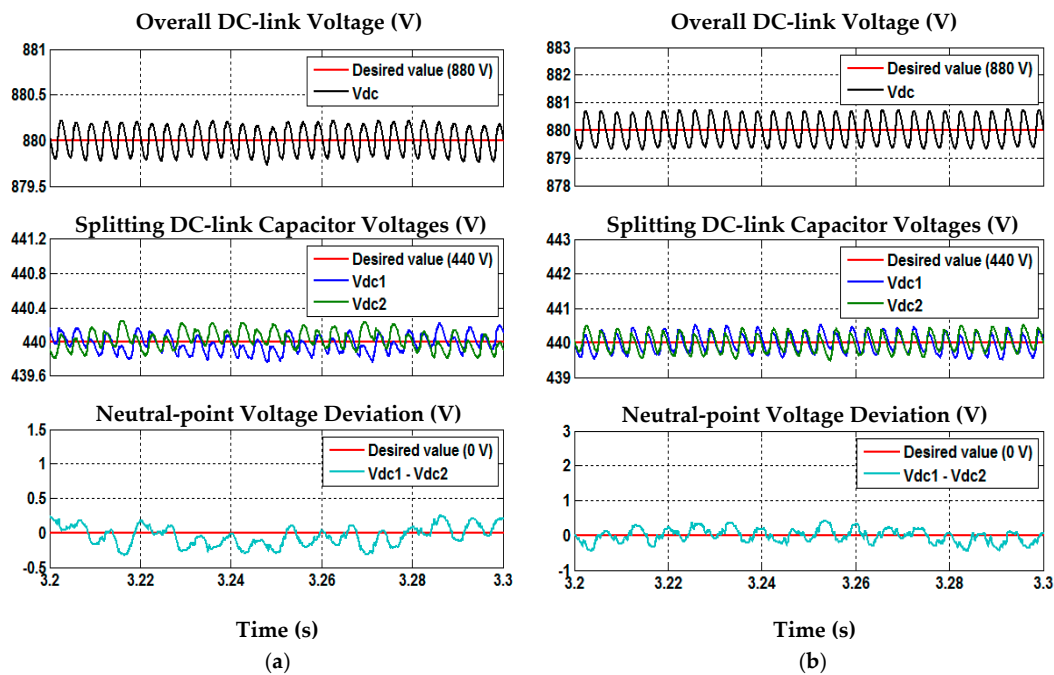 Overall DC-link Voltage (V)
881
880.5
880
879.5
Desired value (880 V)
Vdc
Splitting DC-link Capacitor Voltages (V)
441.2
440.8
440.4
440
439.6
Desired value (440 V)
Vdc1
Vdc2
Neutral-point Voltage Deviation (V)
1.5
1
0.5
0
-0.5
Desired value (0 V)
Vdc1 - Vdc2
3.2 3.22 3.24 3.26 3.28 3.3
Time (s)
(a)
Overall DC-link Voltage (V)
883
882
881
880
879
878
Desired value (880 V)
Vdc
Splitting DC-link Capacitor Voltages (V)
443
442
441
440
439
Desired value (440 V)
Vdc1
Vdc2
Neutral-point Voltage Deviation (V)
3
2
1
0
-1
Desired value (0 V)
Vdc1 - Vdc2
3.2 3.22 3.24 3.26 3.28 3.3
Time (s)
(b)